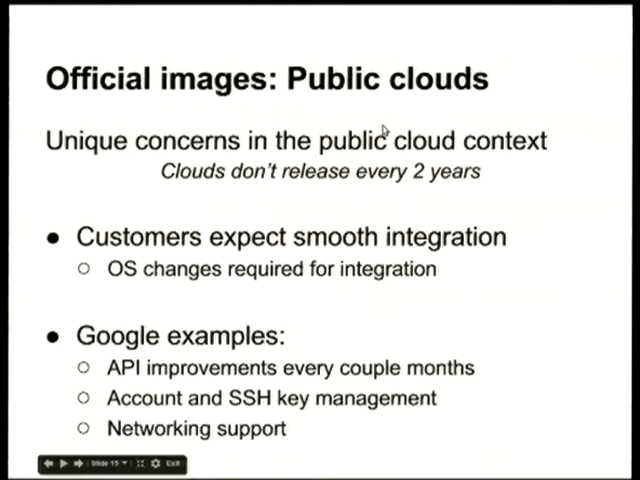 Official images: Public clouds
Unique concerns in the public cloud context
Clouds don't release every 2 years
● Customers expect smooth integration
○ OS changes required for integration
● Google examples:
○ API improvements every couple months
○ Account and SSH key management
○ Networking support
Slide 15 Exit